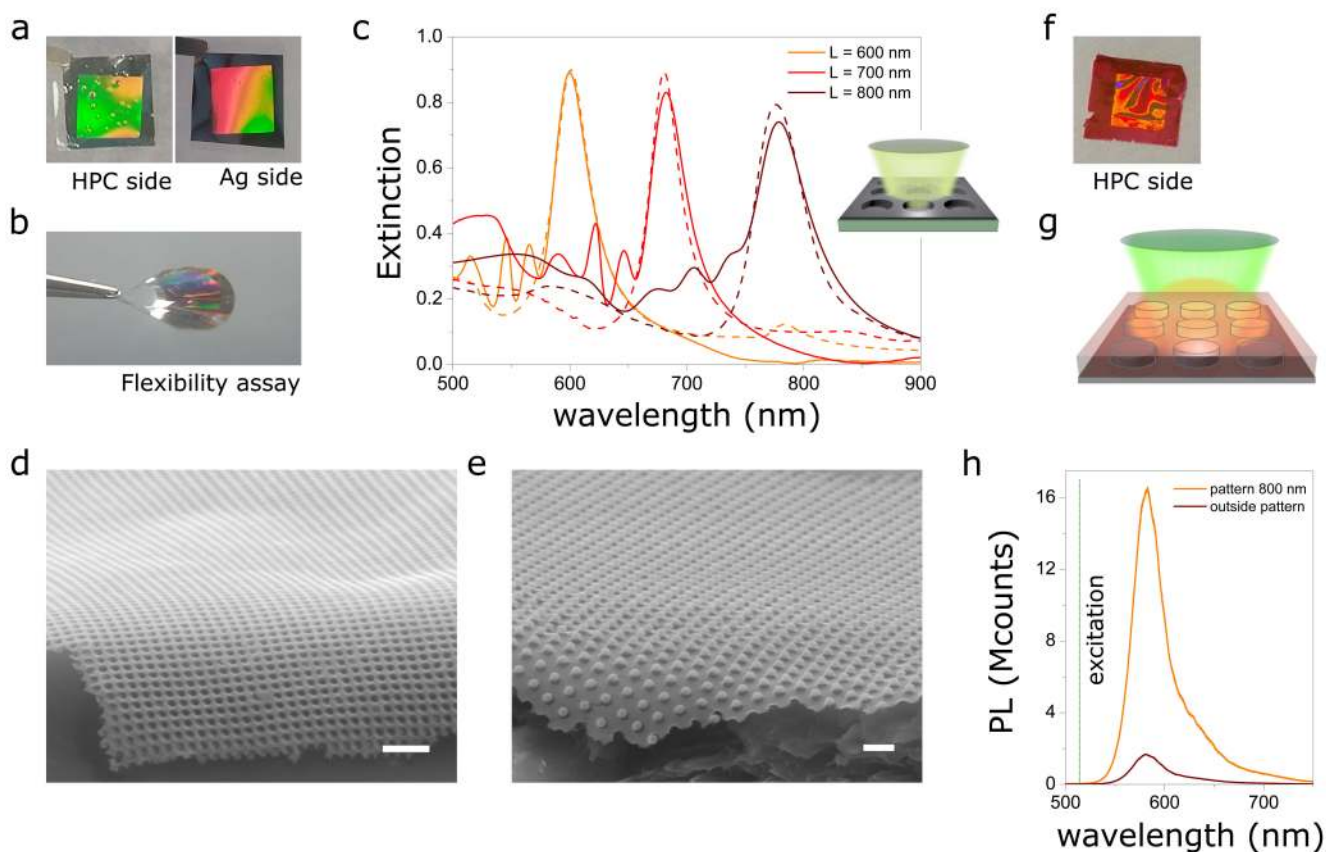 a
HPC side
Ag side
b
Flexibility assay
c
Extinction
1.0
0.8
0.6
0.4
0.2
0.0
500
600
700
800
900
wavelength (nm)
L = 600 nm
L = 700 nm
L = 800 nm
d
e
f
HPC side
g
h
PL (Mcounts)
16
12
8
4
0
500
600
700
wavelength (nm)
excitation
pattern 800 nm
outside pattern